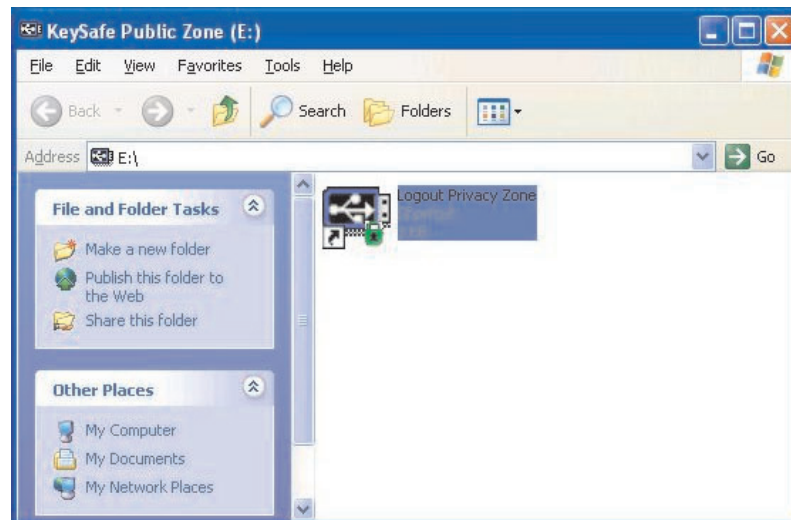 KeySafe Public Zone (E:)
File Edit View Favorites Tools Help
Back Search Folders
Address E:\ Go
File and Folder Tasks
Make a new folder
Publish this folder to
the Web
Share this folder
Other Places
My Computer
My Documents
My Network Places
Logout Privacy Zone